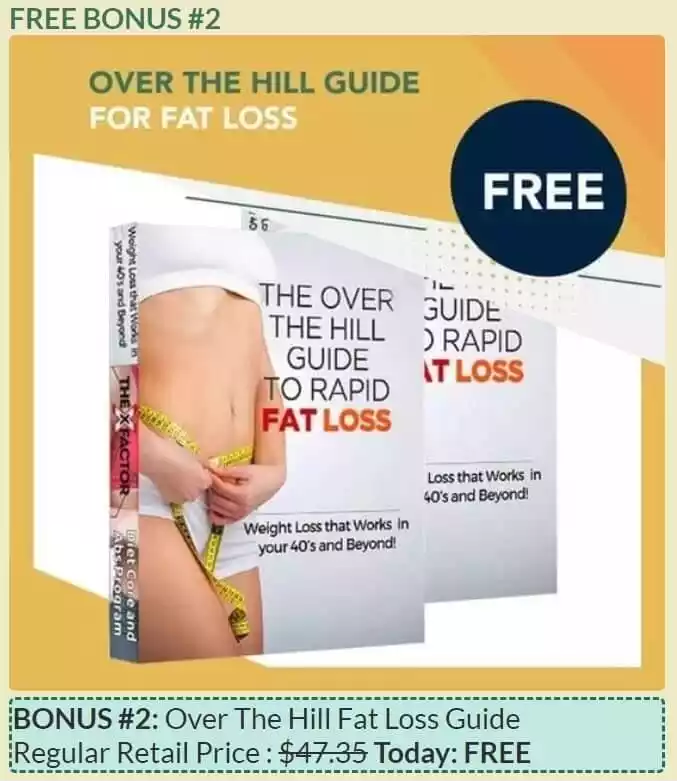 FREE BONUS #2
OVER THE HILL GUIDE
FOR FAT LOSS
FREE
THE OVER
THE HILL
GUIDE
TO RAPID
FAT LOSS
Weight Loss that Works in
your 40's and Beyond!
Weight Loss that Works in
your 40's and Beyond!
THE X FACTOR
Diet Core and
Abs Program
GUIDE
RAPID
LOSS
Loss that Works in
40's and Beyond!
BONUS #2: Over The Hill Fat Loss Guide
Regular Retail Price : $47.35 Today: FREE